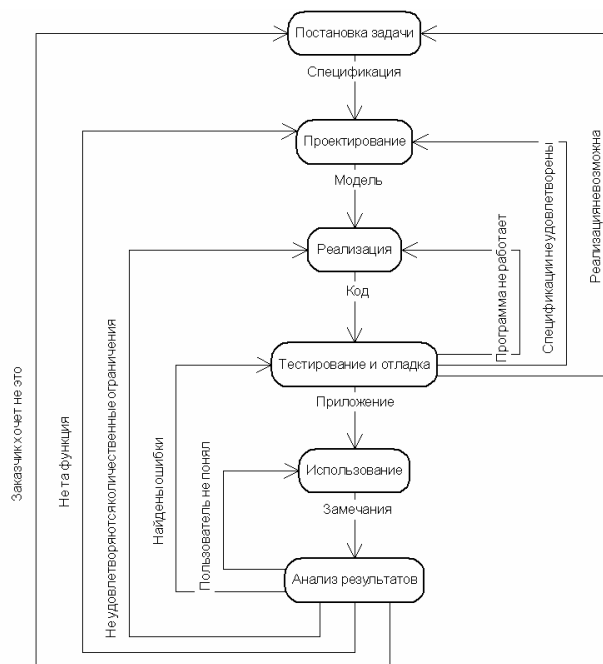 Постановка задачи
Спецификация
Проектирование
Модель
Реализация
Код
Тестирование и отладка
Приложение
Использование
Замечания
Анализ результатов
Заказчик хочет не это
Не та функция
Не удовлетворяются количественные ограничения
Найдены ошибки
Пользователь не понял
Программа не работает
Спецификации не удовлетворены
Реализация невозможна